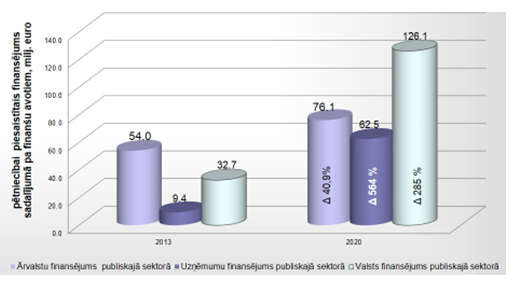 pētniecībai piesaistītais finansējums
sadalījumā pa finanšu avotiem, milj. euro
140.0
120.0
100.0
80.0
60.0
40.0
20.0
0.0
54.0
9.4
32.7
76.1
62.5
126.1
Δ 40,9%
Δ 564 %
Δ 285 %
2013
2020
Ārvalstu finansējums publiskajā sektorā
Uzņēmumu finansējums publiskajā sektorā
Valsts finansējums publiskajā sektorā